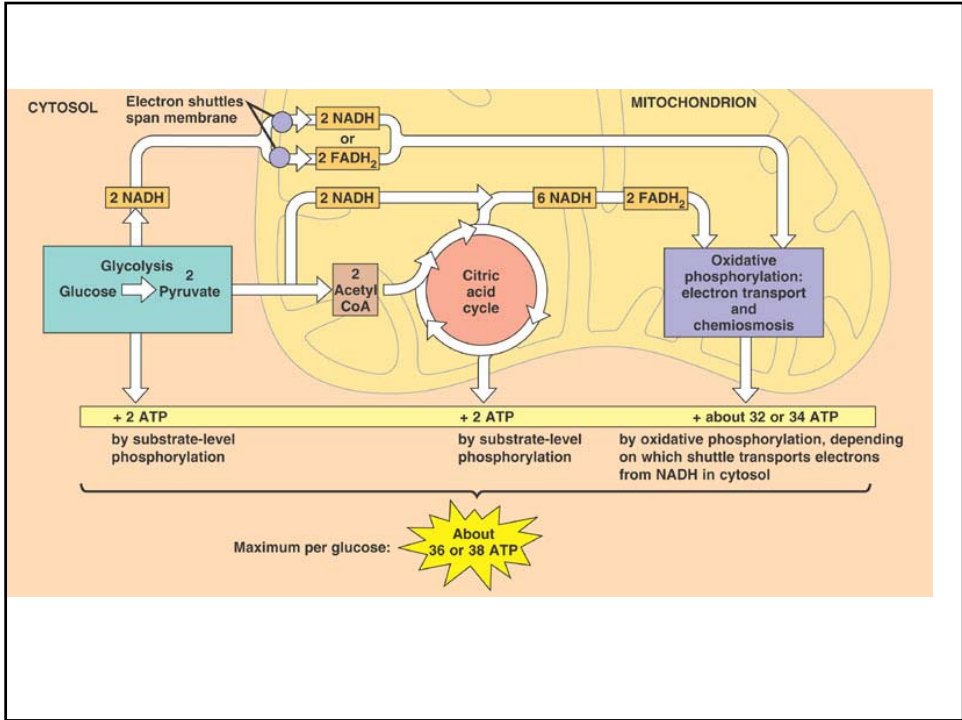 CYTOSOL
Electron shuttles
span membrane
MITOCHONDRION
2 NADH
or
2 FADH₂
2 NADH
2 NADH
6 NADH
2 FADH₂
Glycolysis
Glucose
2
Pyruvate
2
Acetyl
CoA
Citric
acid
cycle
Oxidative
phosphorylation:
electron transport
and
chemiosmosis
+ 2 ATP
by substrate-level
phosphorylation
+ 2 ATP
by substrate-level
phosphorylation
+ about 32 or 34 ATP
by oxidative phosphorylation, depending
on which shuttle transports electrons
from NADH in cytosol
Maximum per glucose:
About
36 or 38 ATP